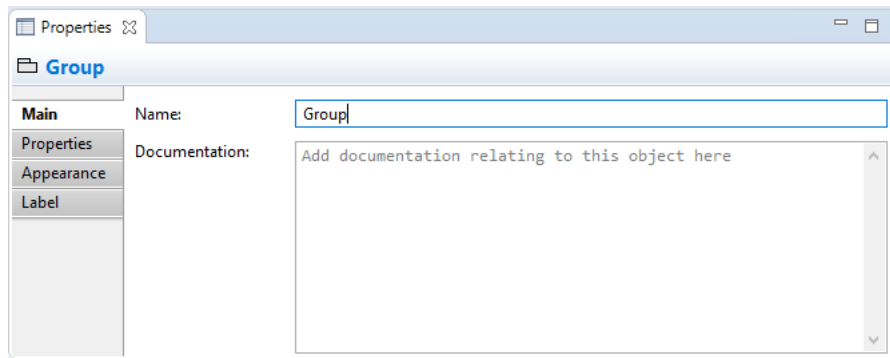 Properties
Group
Main
Name:
Group
Properties
Documentation:
Add documentation relating to this object here
Appearance
Label